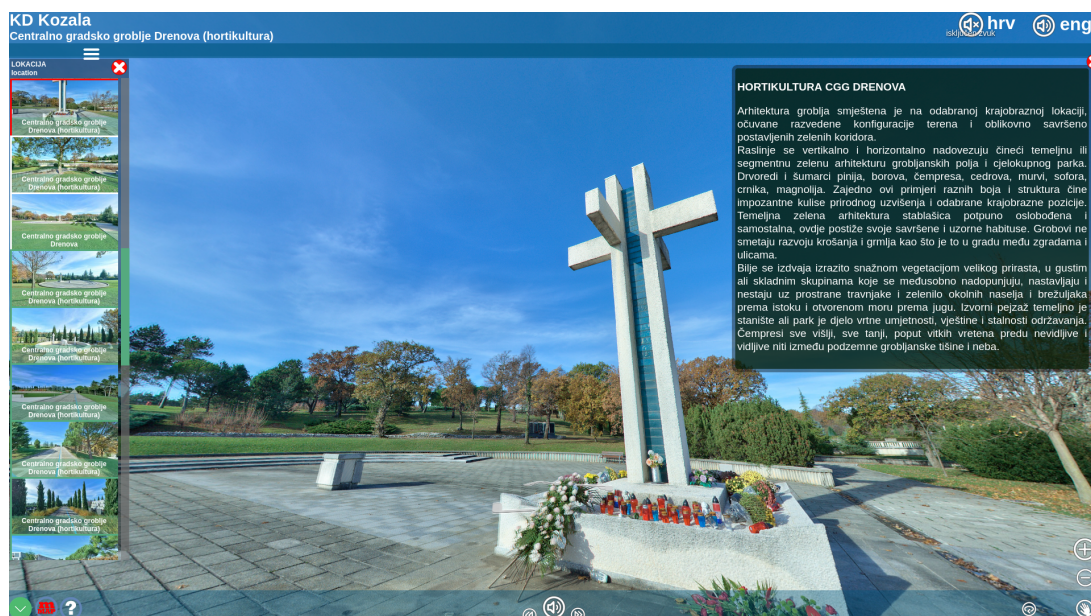 KD Kozala
Centralno gradsko groblje Drenova (hortikultura)
hrv
isključen zvuk
eng
LOKACIJA
location
Centralno gradsko groblje
Drenova (hortikultura)
Centralno gradsko groblje
Drenova (hortikultura)
Centralno gradsko groblje
Drenova
Centralno gradsko groblje
Drenova (hortikultura)
Centralno gradsko groblje
Drenova (hortikultura)
Centralno gradsko groblje
Drenova (hortikultura)
Centralno gradsko groblje
Drenova (hortikultura)
Centralno gradsko groblje
Drenova (hortikultura)
HORTIKULTURA CGG DRENOVA
Arhitektura groblja smještena je na odabranoj krajobraznoj lokaciji,
očuvane razvedene konfiguracije terena i oblikovno savršeno
postavljenih zelenih koridora.
Raslinje se vertikalno i horizontalno nadovezuju čineći temeljnu ili
segmentnu zelenu arhitekturu grobljanskih polja i cjelokupnog parka.
Drvoredi i šumarci pinija, borova, čempresa, cedrova, murvi, sofora,
crnika, magnolija. Zajedno ovi primjeri raznih boja i struktura čine
impozantne kulise prirodnog uzvišenja i odabrane krajobrazne pozicije.
Temeljna zelena arhitektura stablašica potpuno oslobođena i
samostalna, ovdje postiže svoje savršene i uzorne habituse. Grobovi ne
smetaju razvoju krošanja i grmlja kao što je to u gradu među zgradama i
ulicama.
Bilje se izdvaja izrazito snažnom vegetacijom velikog prirasta, u gustim
ali skladnim skupinama koje se međusobno nadopunjuju, nastavljaju i
nestaju uz prostrane travnjake i zelenilo okolnih naselja i brežuljaka
prema istoku i otvorenom moru prema jugu. Izvorni pejzaž temeljno je
stanište ali park je djelo vrtne umjetnosti, vještine i stalnosti održavanja.
Čempresi sve višlji, sve tanji, poput vitkih vretena predu nevidljive i
vidljive niti između podzemne grobljanske tišine i neba.
m
?